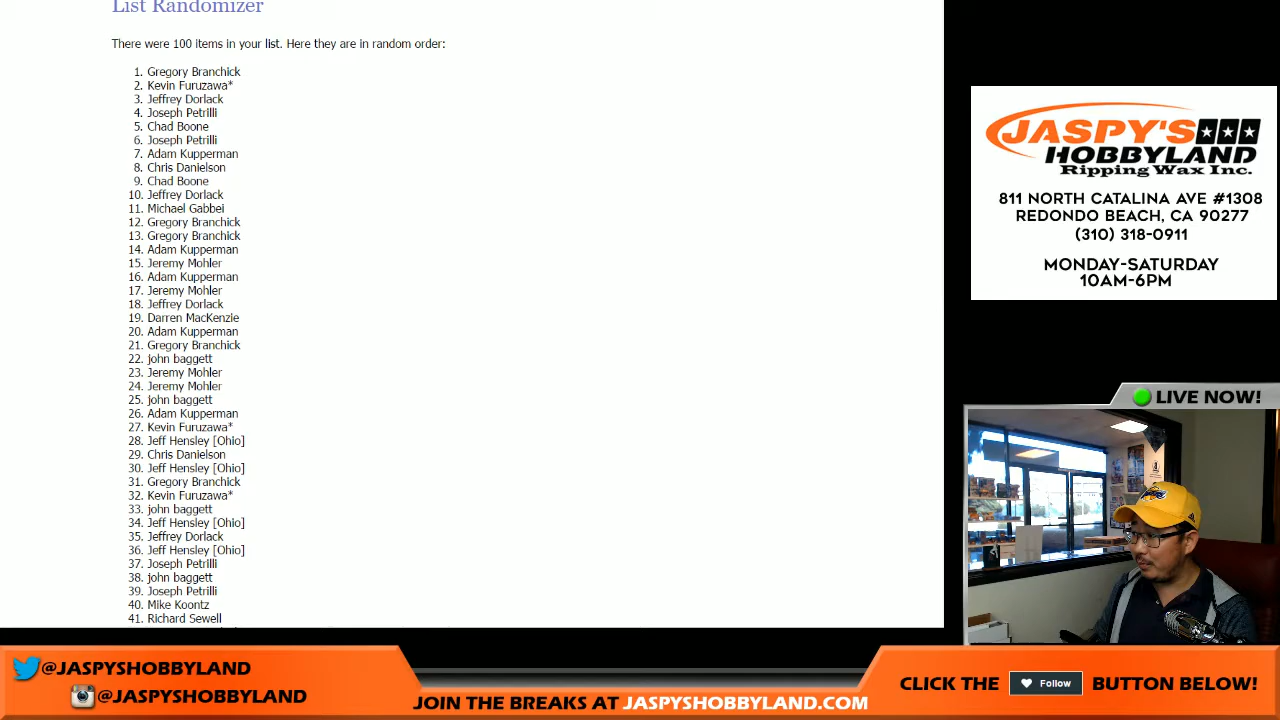 List Randomizer
There were 100 items in your list. Here they are in random order:
1. Gregory Branchick
2. Kevin Furuzawa*
3. Jeffrey Dorlack
4. Joseph Petrilli
5. Chad Boone
6. Joseph Petrilli
7. Adam Kupperman
8. Chris Danielson
9. Chad Boone
10. Jeffrey Dorlack
11. Michael Gabbei
12. Gregory Branchick
13. Gregory Branchick
14. Adam Kupperman
15. Jeremy Mohler
16. Adam Kupperman
17. Jeremy Mohler
18. Jeffrey Dorlack
19. Darren MacKenzie
20. Adam Kupperman
21. Gregory Branchick
22. john baggett
23. Jeremy Mohler
24. Jeremy Mohler
25. john baggett
26. Adam Kupperman
27. Kevin Furuzawa*
28. Jeff Hensley [Ohio]
29. Chris Danielson
30. Jeff Hensley [Ohio]
31. Gregory Branchick
32. Kevin Furuzawa*
33. john baggett
34. Jeff Hensley [Ohio]
35. Jeffrey Dorlack
36. Jeff Hensley [Ohio]
37. Joseph Petrilli
38. john baggett
39. Joseph Petrilli
40. Mike Koontz
41. Richard Sewell
JASPY'S
HOBBYLAND
Ripping Wax Inc.
811 NORTH CATALINA AVE #1308
REDONDO BEACH, CA 90277
(310) 318-0911
MONDAY-SATURDAY
10AM-6PM
LIVE NOW!
@JASPYSHOBBYLAND
@JASPYSHOBBYLAND
JOIN THE BREAKS AT JASPYSHOBBYLAND.COM
CLICK THE Follow BUTTON BELOW!